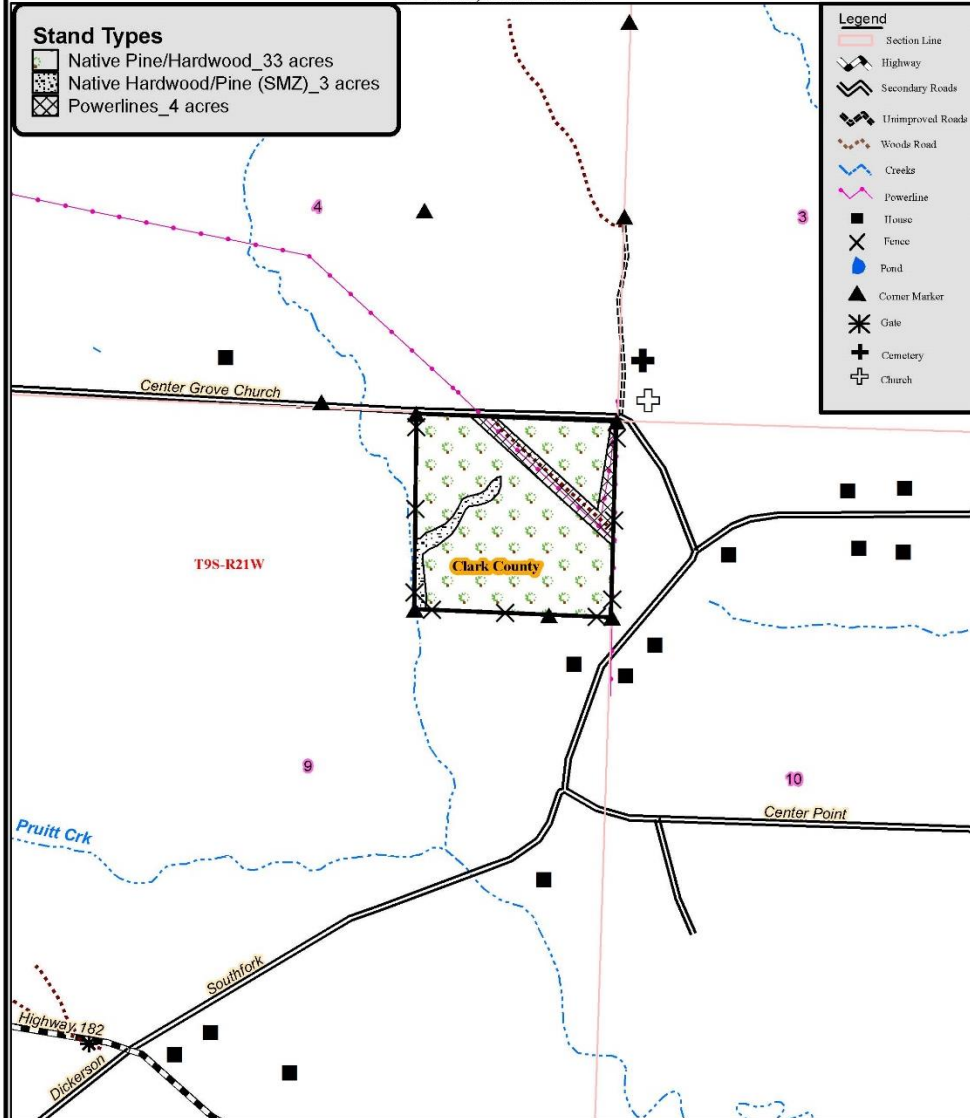 Stand Types
Native Pine/Hardwood_33 acres
Native Hardwood/Pine (SMZ)_3 acres
Powerlines_4 acres
Legend
Section Line
Highway
Secondary Roads
Unimproved Roads
Woods Road
Creeks
Powerline
House
Fence
Pond
Corner Marker
Gate
Cemetery
Church
4
3
Center Grove Church
T9S-R21W
Clark County
9
10
Center Point
Pruitt Crk
Southfork
Highway 182
Dickerson